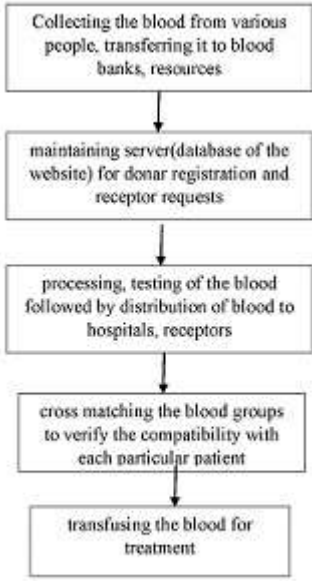 Collecting the blood from various
people, transferring it to blood
banks, resources
maintaining server(database of the
website) for donar registration and
receptor requests
processing, testing of the blood
followed by distribution of blood to
hospitals, receptors
cross matching the blood groups
to verify the compatibility with
each particular patient
transfusing the blood for
treatment